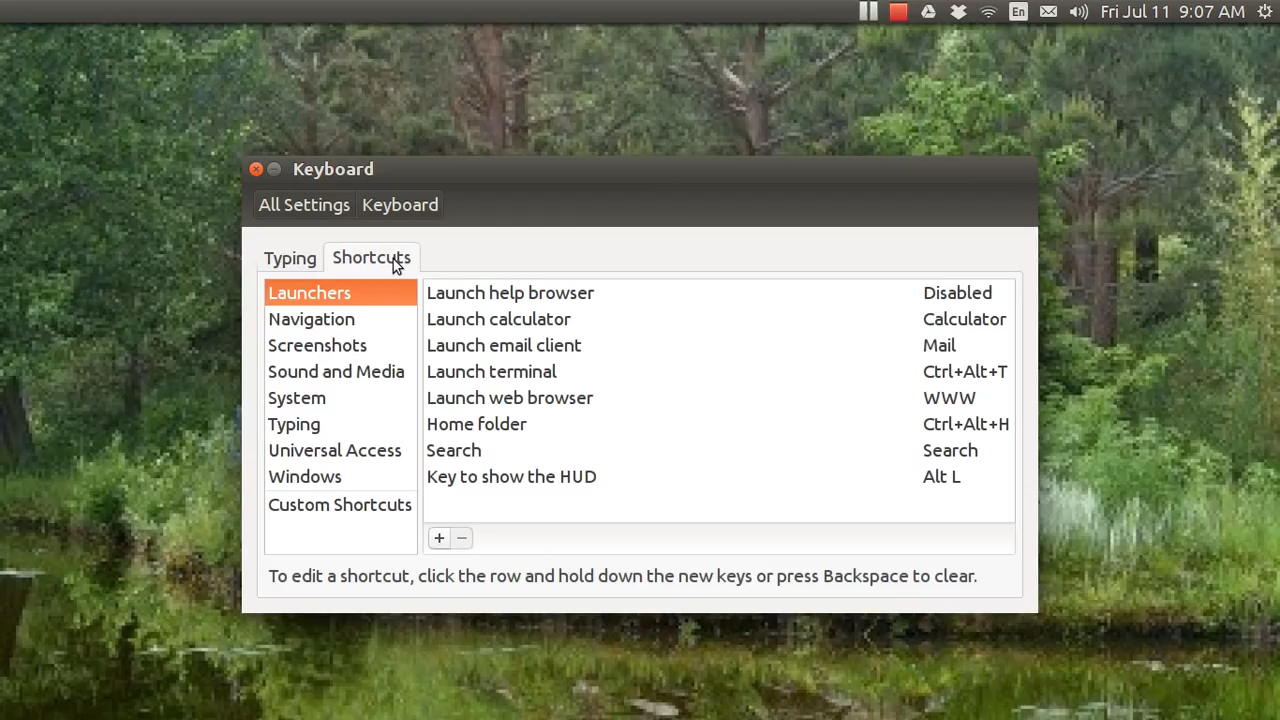 En Fri Jul 11 9:07 AM
Keyboard
All Settings Keyboard
Typing Shortcuts
Launchers
Navigation
Screenshots
Sound and Media
System
Typing
Universal Access
Windows
Custom Shortcuts
Launch help browser Disabled
Launch calculator Calculator
Launch email client Mail
Launch terminal Ctrl+Alt+T
Launch web browser WWW
Home folder Ctrl+Alt+H
Search Search
Key to show the HUD Alt L
+ −
To edit a shortcut, click the row and hold down the new keys or press Backspace to clear.